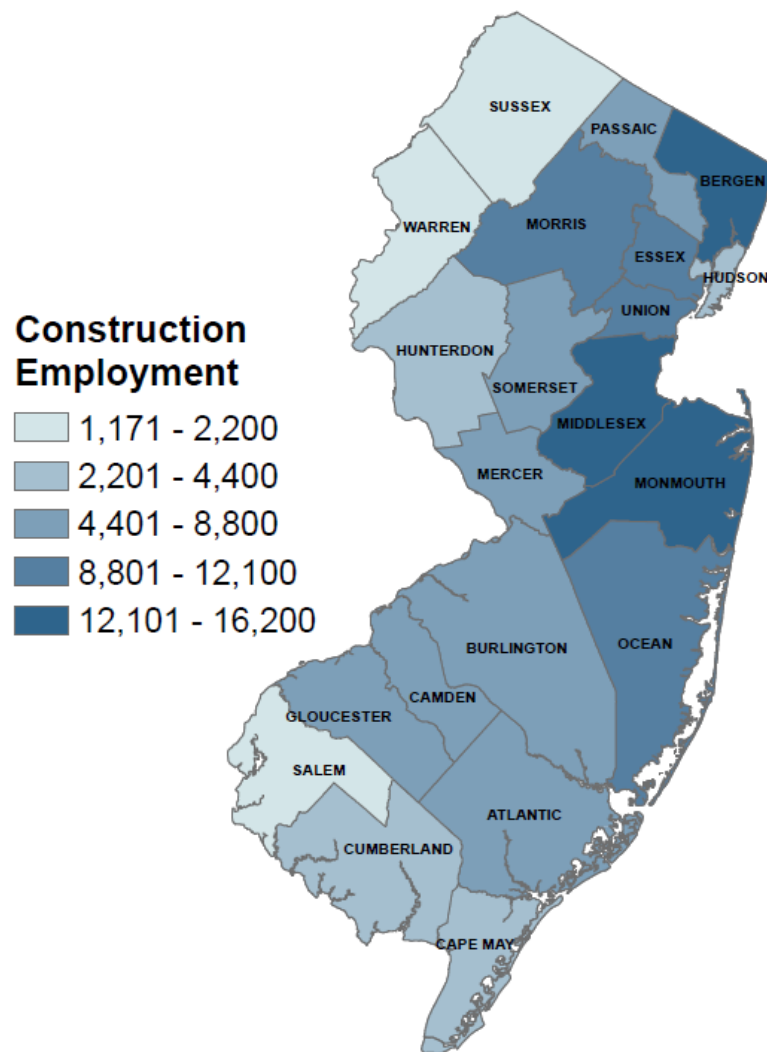 SUSSEX
PASSAIC
BERGEN
WARREN
MORRIS
ESSEX
HUDSON
UNION
Construction
Employment
1,171 - 2,200
2,201 - 4,400
4,401 - 8,800
8,801 - 12,100
12,101 - 16,200
HUNTERDON
SOMERSET
MIDDLESEX
MERCER
MONMOUTH
BURLINGTON
OCEAN
CAMDEN
GLOUCESTER
SALEM
ATLANTIC
CUMBERLAND
CAPE MAY